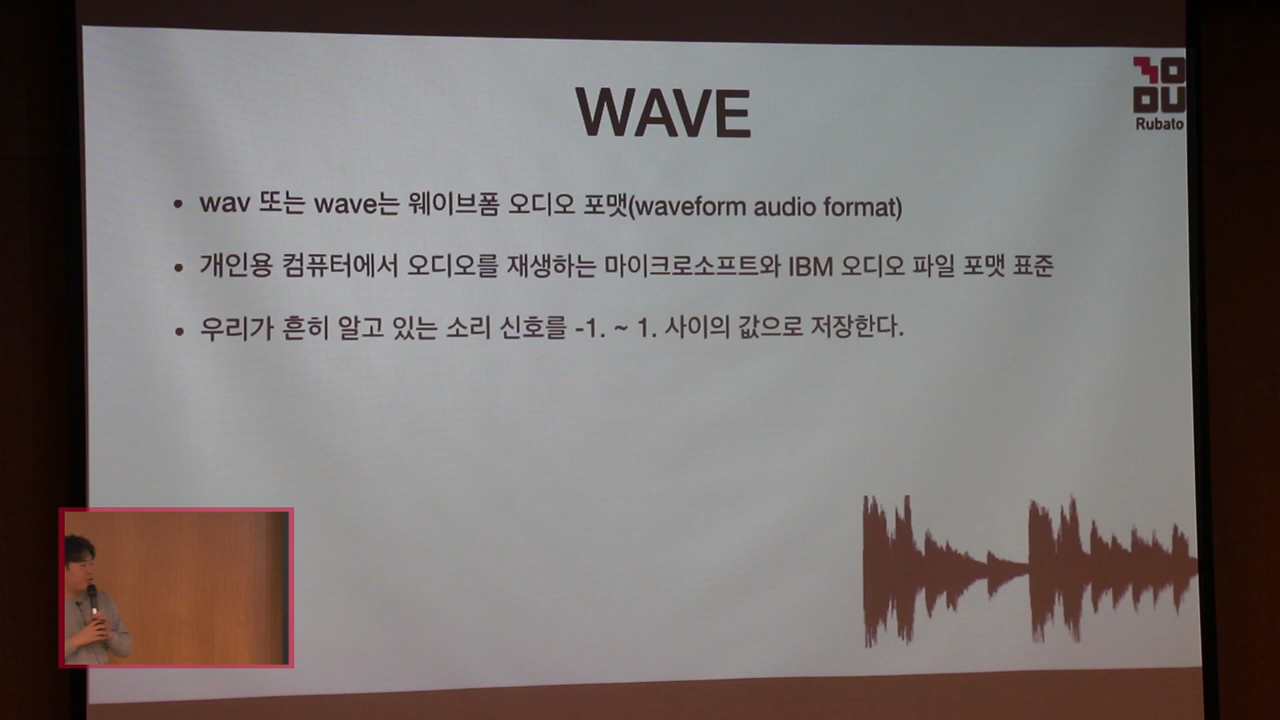 WAVE
모두
Rubato
• wav 또는 wave는 웨이브폼 오디오 포맷(waveform audio format)
• 개인용 컴퓨터에서 오디오를 재생하는 마이크로소프트와 IBM 오디오 파일 포맷 표준
• 우리가 흔히 알고 있는 소리 신호를 -1. ~ 1. 사이의 값으로 저장한다.